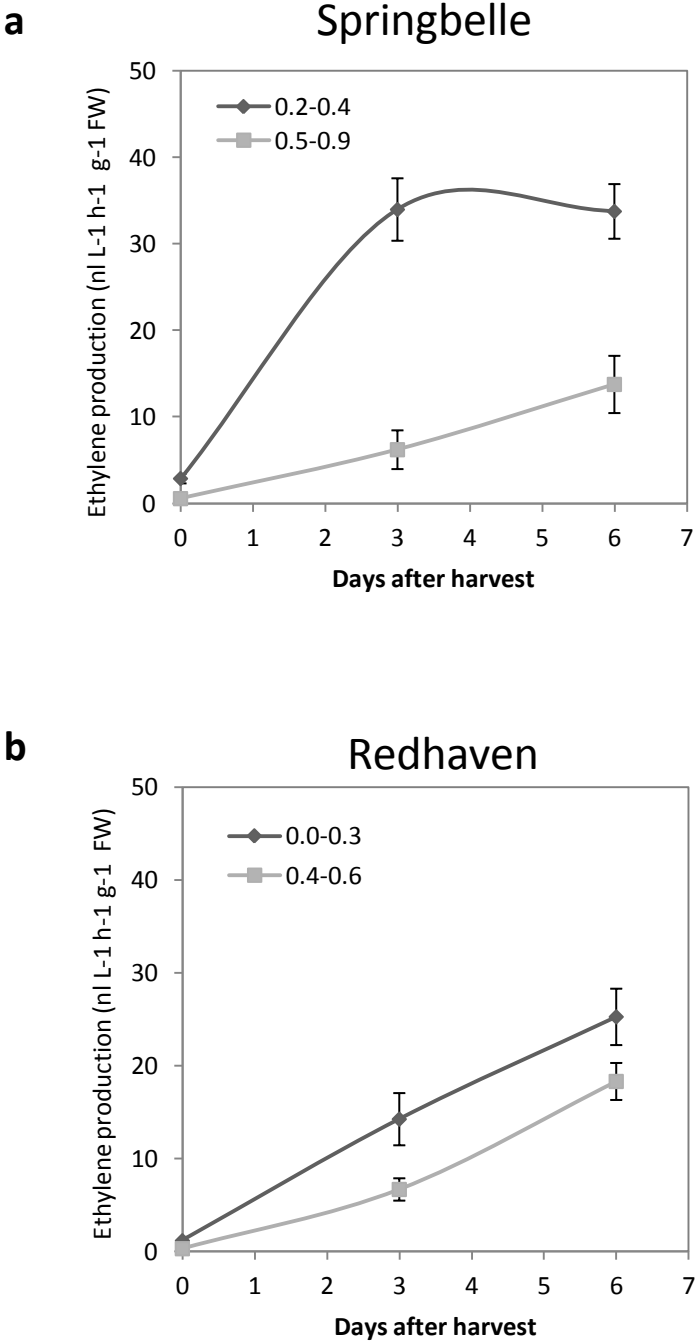 a
Springbelle
50
40
30
20
10
0
Ethylene production (nl L-1 h-1  g-1  FW)
0.2-0.4
0.5-0.9
0 1 2 3 4 5 6 7
Days after harvest
b
Redhaven
50
40
30
20
10
0
Ethylene production (nl L-1 h-1 g-1  FW)
0.0-0.3
0.4-0.6
0 1 2 3 4 5 6 7
Days after harvest